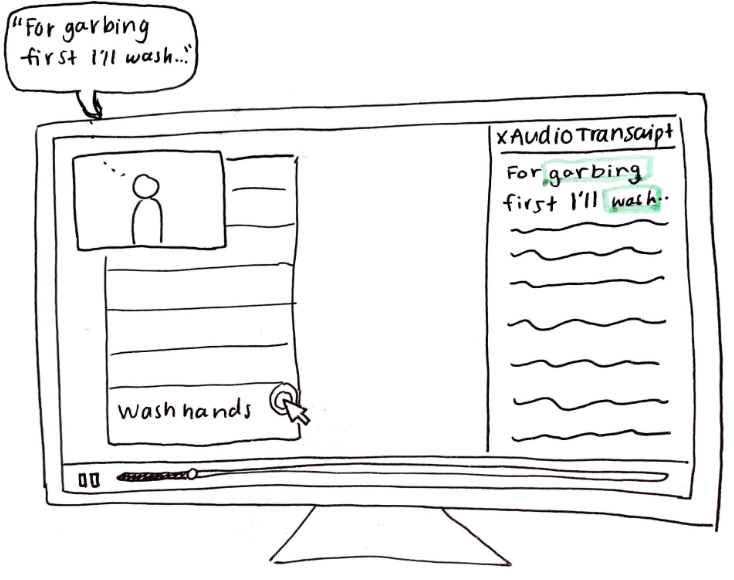 "For garbing
first I'll wash..."
x Audio Transcript
For garbing
first I'll wash..
Wash hands